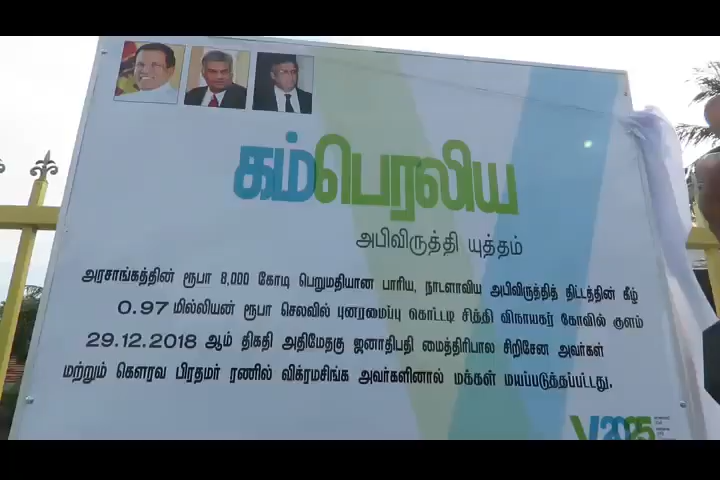 கம்பெரலிய
அபிவிருத்தி யுத்தம்
அரசாங்கத்தின் ரூபா 8,000 கோடி பெறுமதியான பாரிய, நாடளாவிய அபிவிருத்தித் திட்டத்தின் கீழ்
0.97 மில்லியன் ரூபா செலவில் புனரமைப்பு கொட்டடி சித்தி விநாயகர் கோவில் குளம்
29.12.2018 ஆம் திகதி அதிமேதகு ஜனாதிபதி மைத்திரிபால சிறிசேன அவர்கள்
மற்றும் கௌரவ பிரதமர் ரணில் விக்ரமசிங்க அவர்களினால் மக்கள் மயப்படுத்தப்பட்டது.
V2025